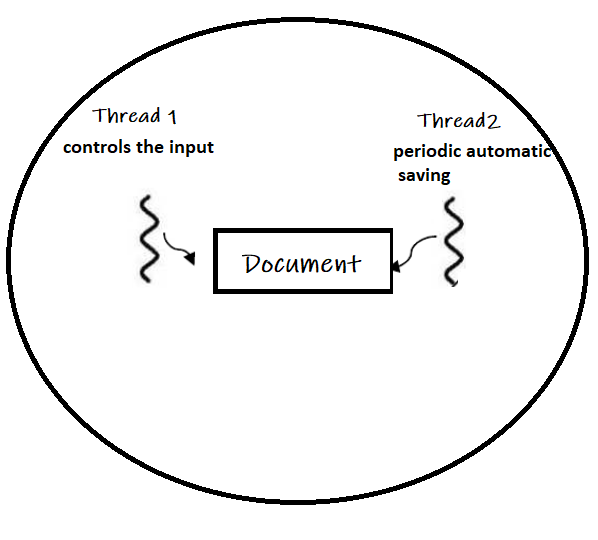 Thread 1
controls the input
Thread2
periodic automatic
saving
Document